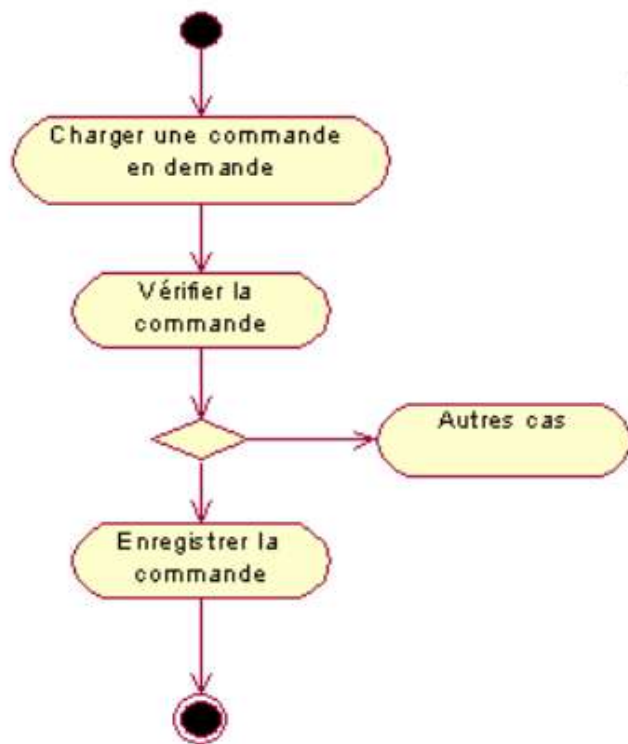 Charger une commande
en demande
Vérifier la
commande
Autres cas
Enregistrer la
commande